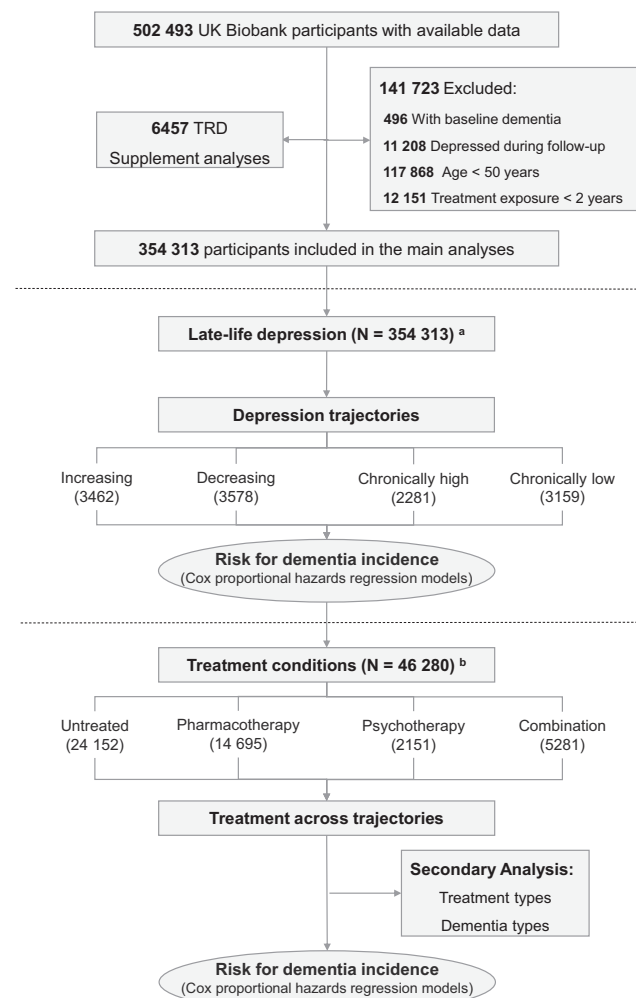 502 493 UK Biobank participants with available data
6457 TRD
Supplement analyses
141 723 Excluded:
496 With baseline dementia
11 208 Depressed during follow-up
117 868 Age < 50 years
12 151 Treatment exposure < 2 years
354 313 participants included in the main analyses
Late-life depression (N = 354 313) a
Depression trajectories
Increasing
(3462)
Decreasing
(3578)
Chronically high
(2281)
Chronically low
(3159)
Risk for dementia incidence
(Cox proportional hazards regression models)
Treatment conditions (N = 46 280) b
Untreated
(24 152)
Pharmacotherapy
(14 695)
Psychotherapy
(2151)
Combination
(5281)
Treatment across trajectories
Secondary Analysis:
Treatment types
Dementia types
Risk for dementia incidence
(Cox proportional hazards regression models)